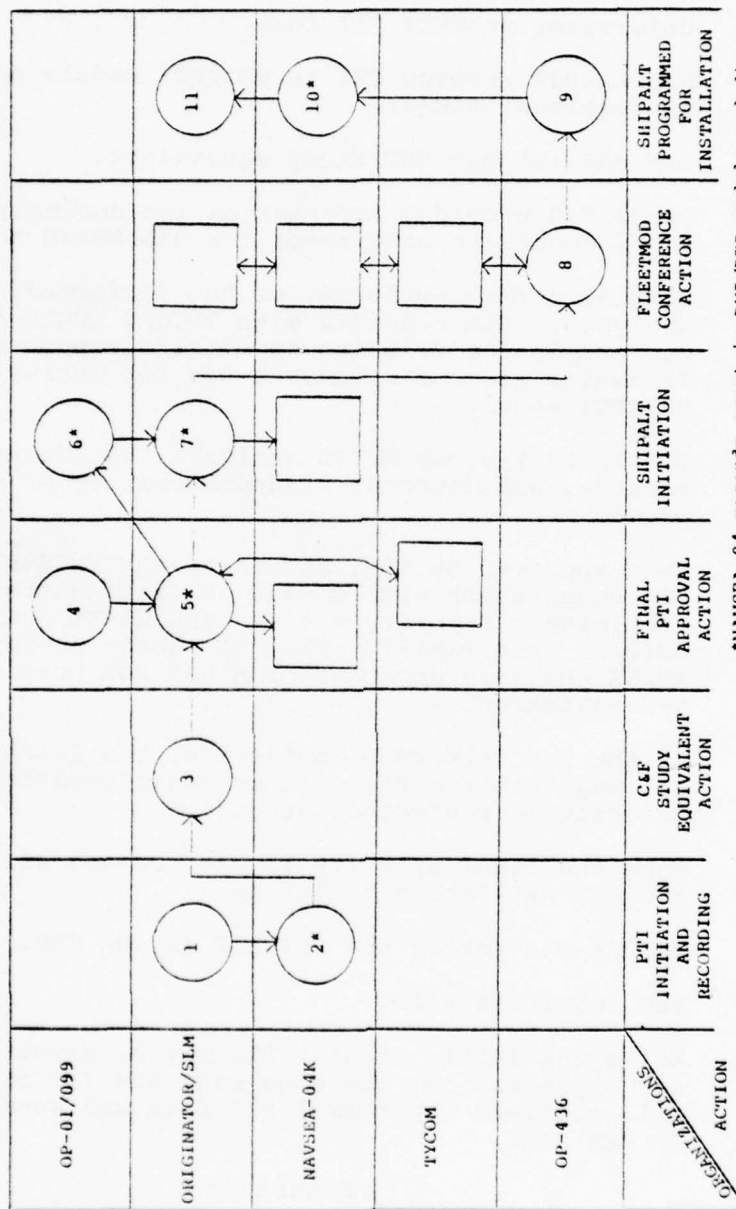 OP-01/099
4
6*
ORIGINATOR/SLM
1
3
5*
7*
11
NAVSEA-04K
2*
10*
TYCOM
OP-436
8
9
ORGANIZATIONS
ACTION
PTI
INITIATION
AND
RECORDING
C&F
STUDY
EQUIVALENT
ACTION
FINAL
PTI
APPROVAL
ACTION
SHIPALT
INITIATION
FLEETMOD
CONFERENCE
ACTION
SHIPALT
PROGRAMMED
FOR
INSTALLATION